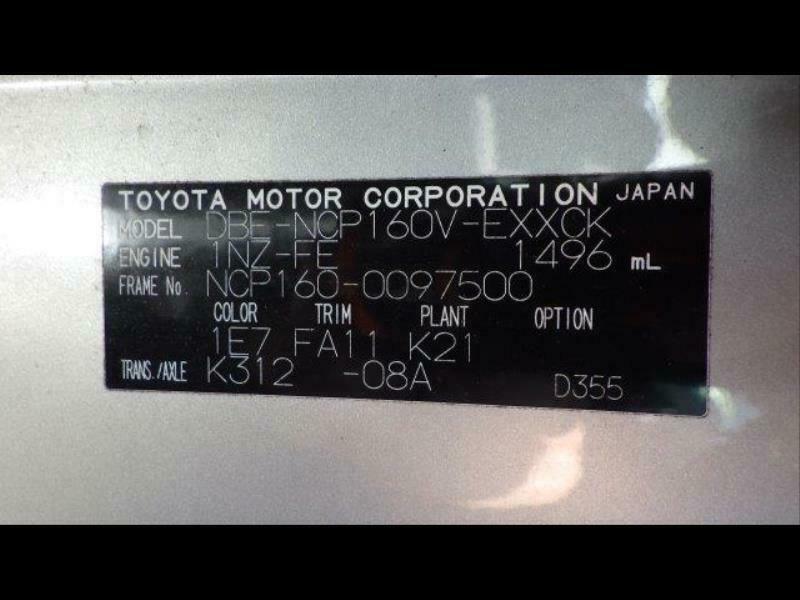 TOYOTA MOTOR CORPORATION JAPAN
MODEL DBE-NCP160V-EXXCK
ENGINE 1NZ-FE 1496 mL
FRAME No. NCP160-0097500
COLOR TRIM PLANT OPTION
1E7 FA11 K21
TRANS./AXLE K312 -08A D355